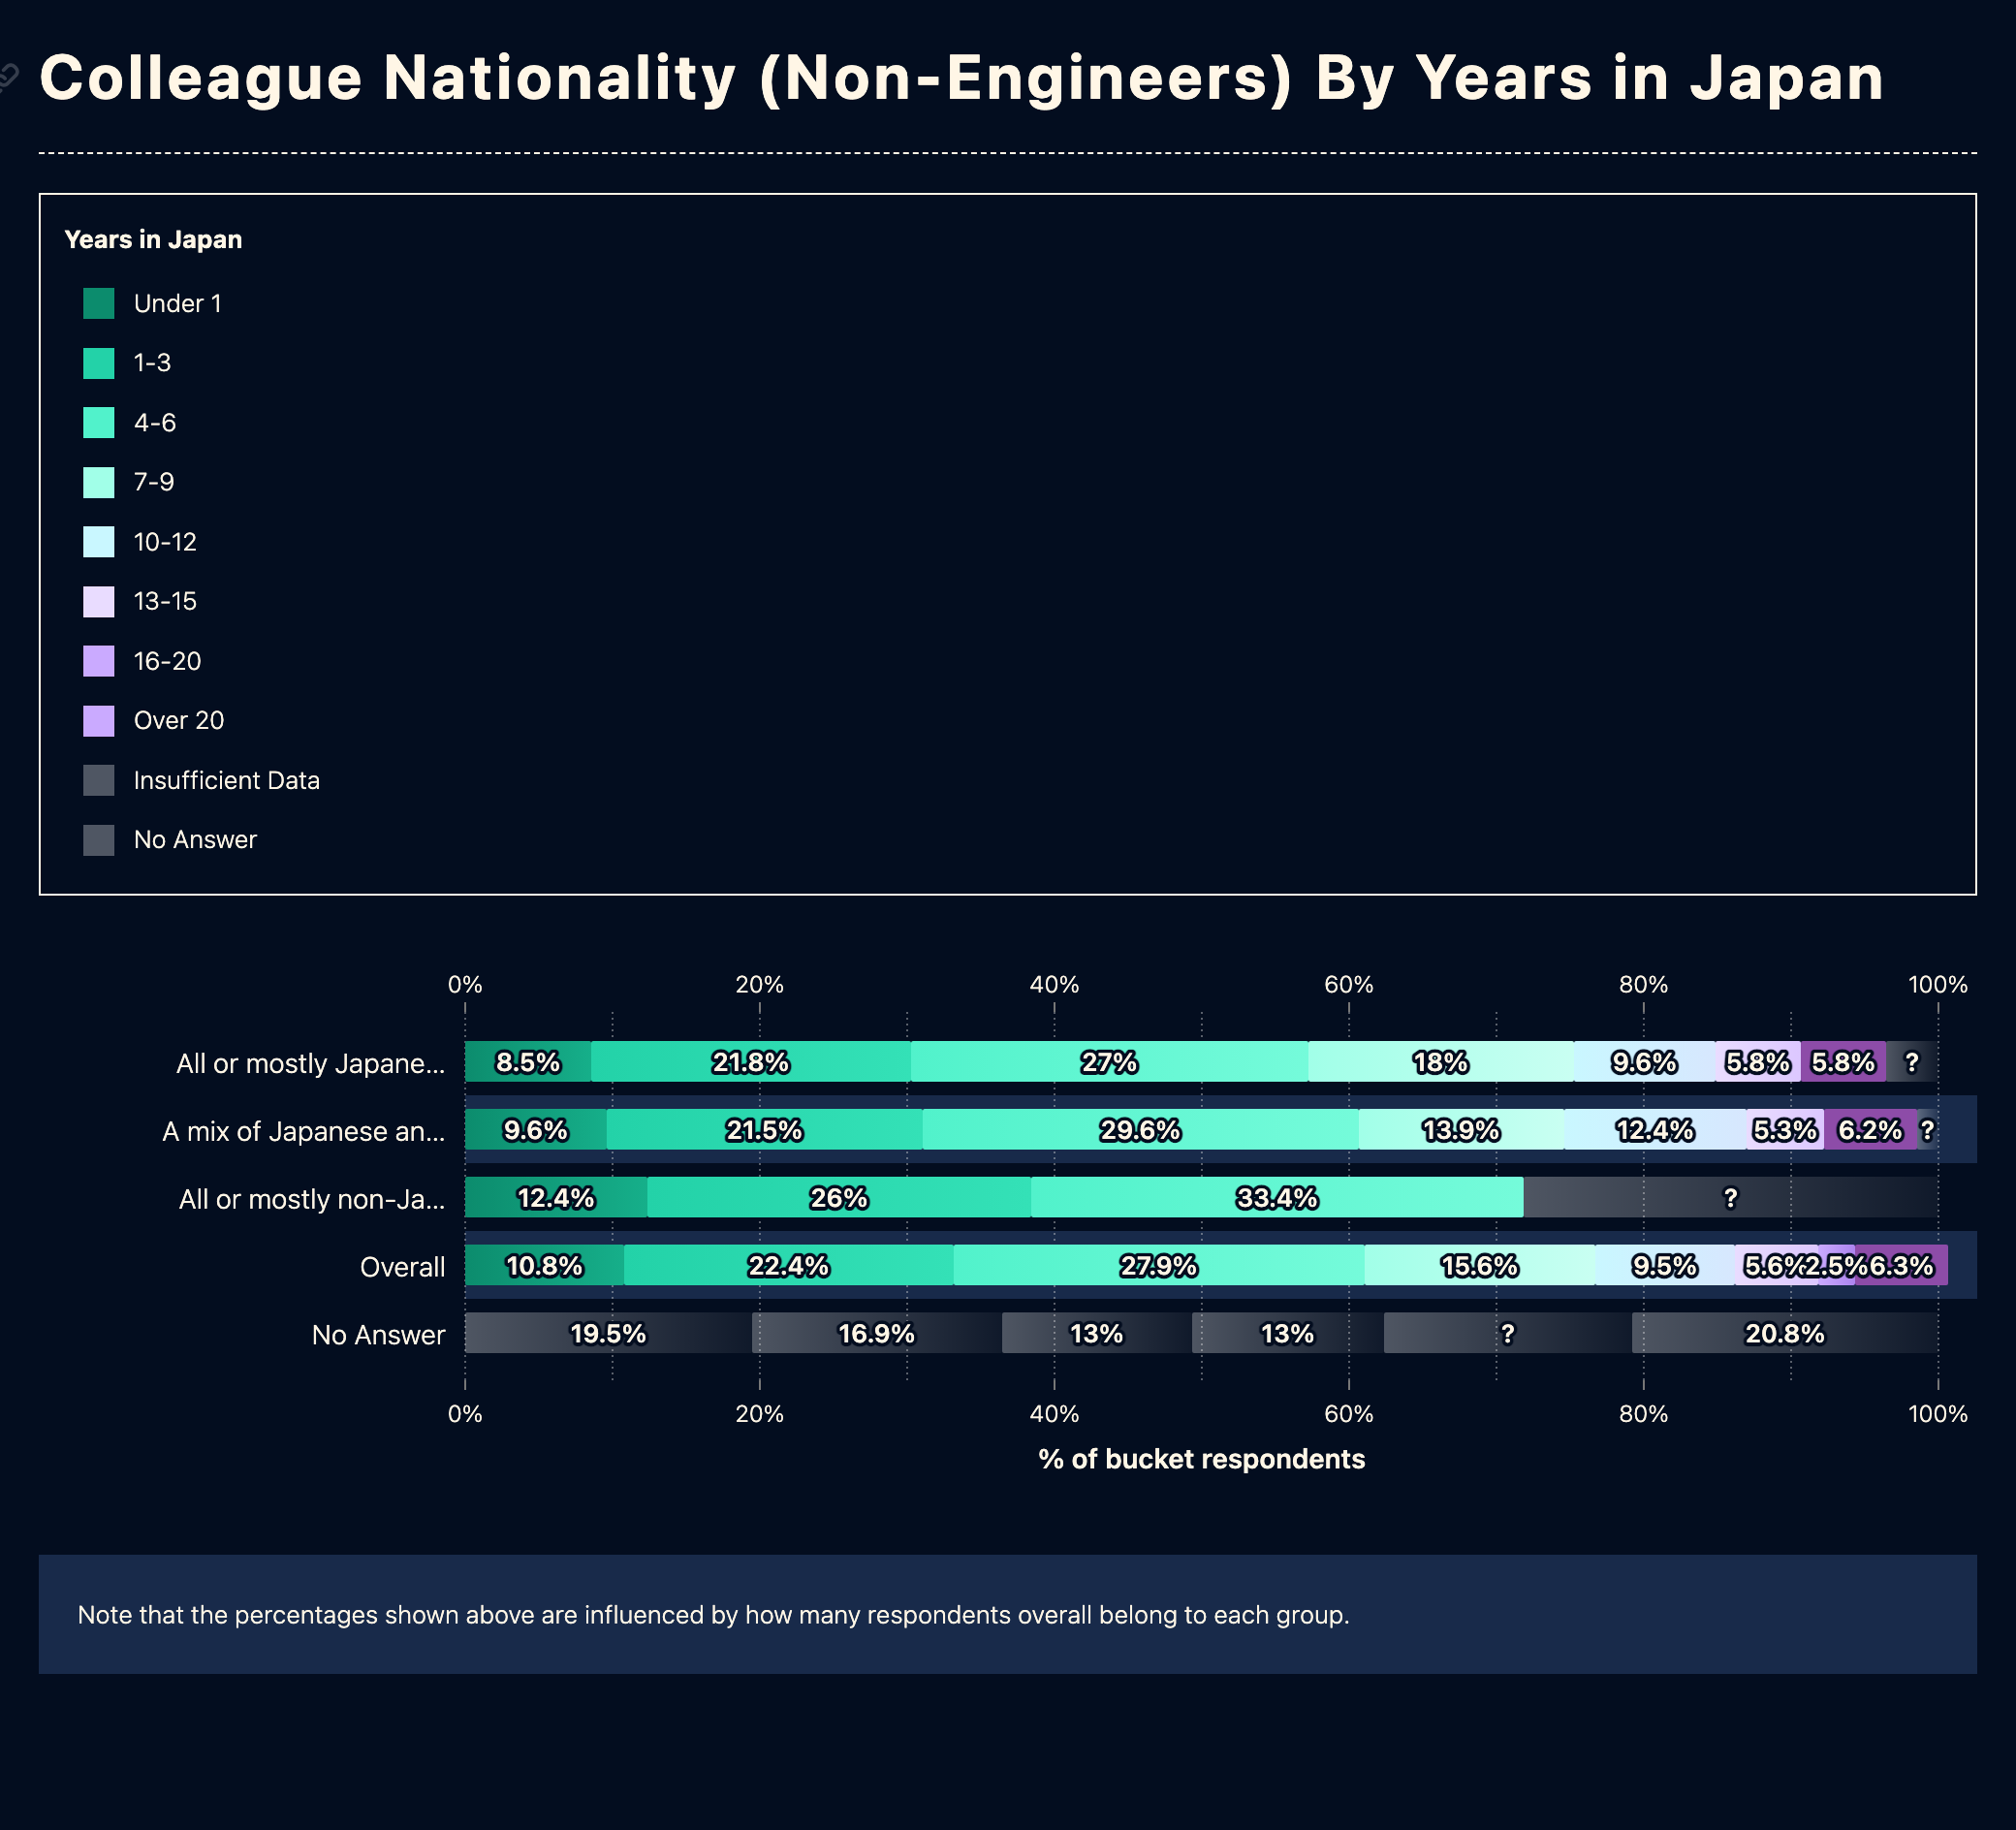 Colleague Nationality (Non-Engineers) By Years in Japan
Years in Japan
Under 1
1-3
4-6
7-9
10-12
13-15
16-20
Over 20
Insufficient Data
No Answer
0% 20% 40% 60% 80% 100%
All or mostly Japane... 8.5% 21.8% 27% 18% 9.6% 5.8% 5.8% ?
A mix of Japanese an... 9.6% 21.5% 29.6% 13.9% 12.4% 5.3% 6.2% ?
All or mostly non-Ja... 12.4% 26% 33.4% ?
Overall 10.8% 22.4% 27.9% 15.6% 9.5% 5.6% 2.5% 6.3%
No Answer 19.5% 16.9% 13% 13% ? 20.8%
0% 20% 40% 60% 80% 100%
% of bucket respondents
Note that the percentages shown above are influenced by how many respondents overall belong to each group.